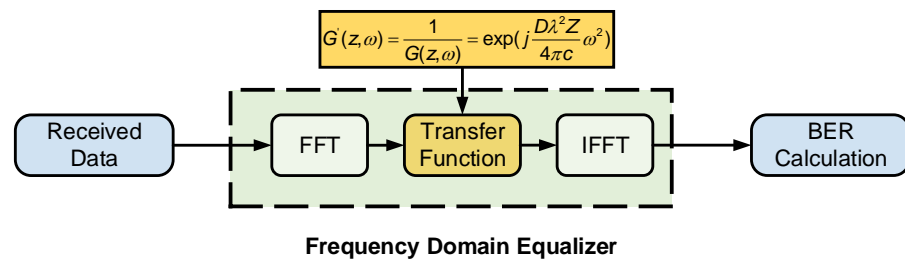 G'(z,ω) = 1/G(z,ω) = exp(j Dλ²Z/4πc ω²)
Received
Data
FFT
Transfer
Function
IFFT
BER
Calculation
Frequency Domain Equalizer